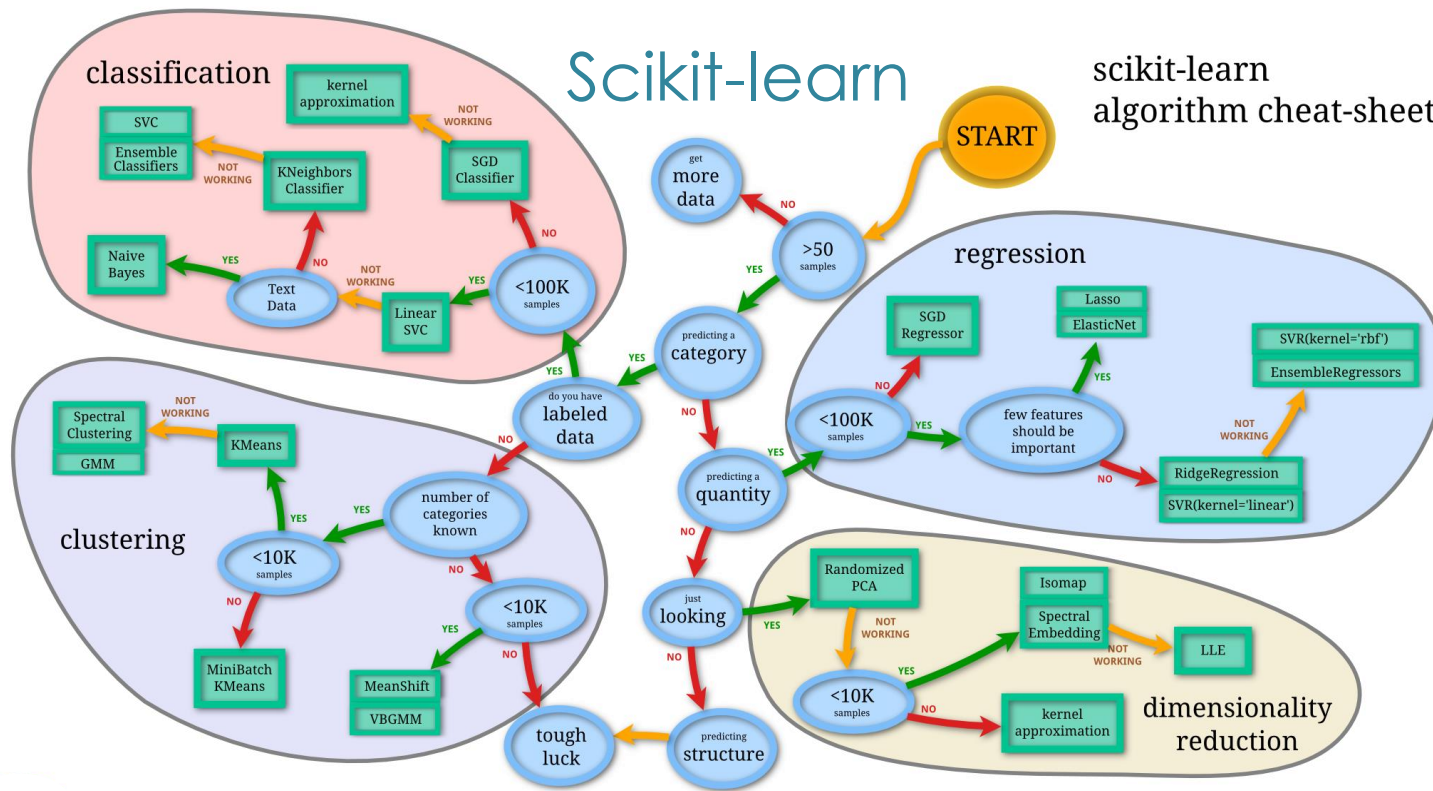 Scikit-learn
scikit-learn
algorithm cheat-sheet
START
get
more
data
NO
>50
samples
YES
predicting a
category
YES
NO
do you have
labeled
data
YES
NO
predicting a
quantity
YES
NO
just
looking
YES
NO
predicting
structure
tough
luck
classification
kernel
approximation
NOT
WORKING
SGD
Classifier
NO
<100K
samples
YES
Linear
SVC
NOT
WORKING
Text
Data
YES
Naive
Bayes
NO
KNeighbors
Classifier
NOT
WORKING
SVC
Ensemble
Classifiers
clustering
number of
categories
known
YES
NO
<10K
samples
YES
KMeans
NOT
WORKING
Spectral
Clustering
GMM
NO
MiniBatch
KMeans
<10K
samples
YES
MeanShift
VBGMM
NO
regression
<100K
samples
NO
SGD
Regressor
YES
few features
should be
important
YES
Lasso
ElasticNet
NO
RidgeRegression
SVR(kernel='linear')
NOT
WORKING
SVR(kernel='rbf')
EnsembleRegressors
dimensionality
reduction
Randomized
PCA
NOT
WORKING
<10K
samples
YES
Isomap
Spectral
Embedding
NOT
WORKING
LLE
NO
kernel
approximation